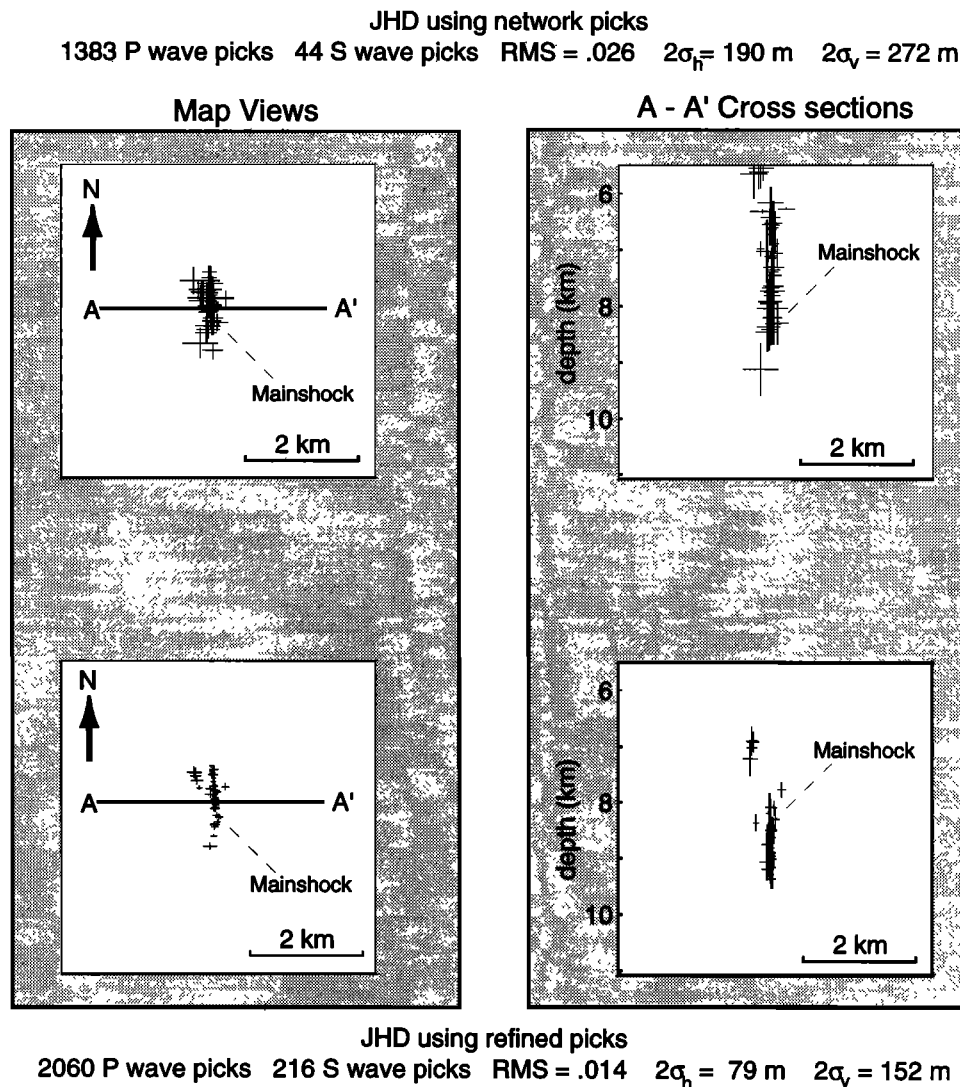 JHD using network picks
1383 P wave picks 44 S wave picks RMS = .026 2σh= 190 m 2σv = 272 m
Map Views
A - A' Cross sections
N
A
A'
Mainshock
2 km
6
8
10
depth (km)
Mainshock
2 km
N
A
A'
Mainshock
2 km
6
8
10
depth (km)
Mainshock
2 km
JHD using refined picks
2060 P wave picks 216 S wave picks RMS = .014 2σh = 79 m 2σv = 152 m